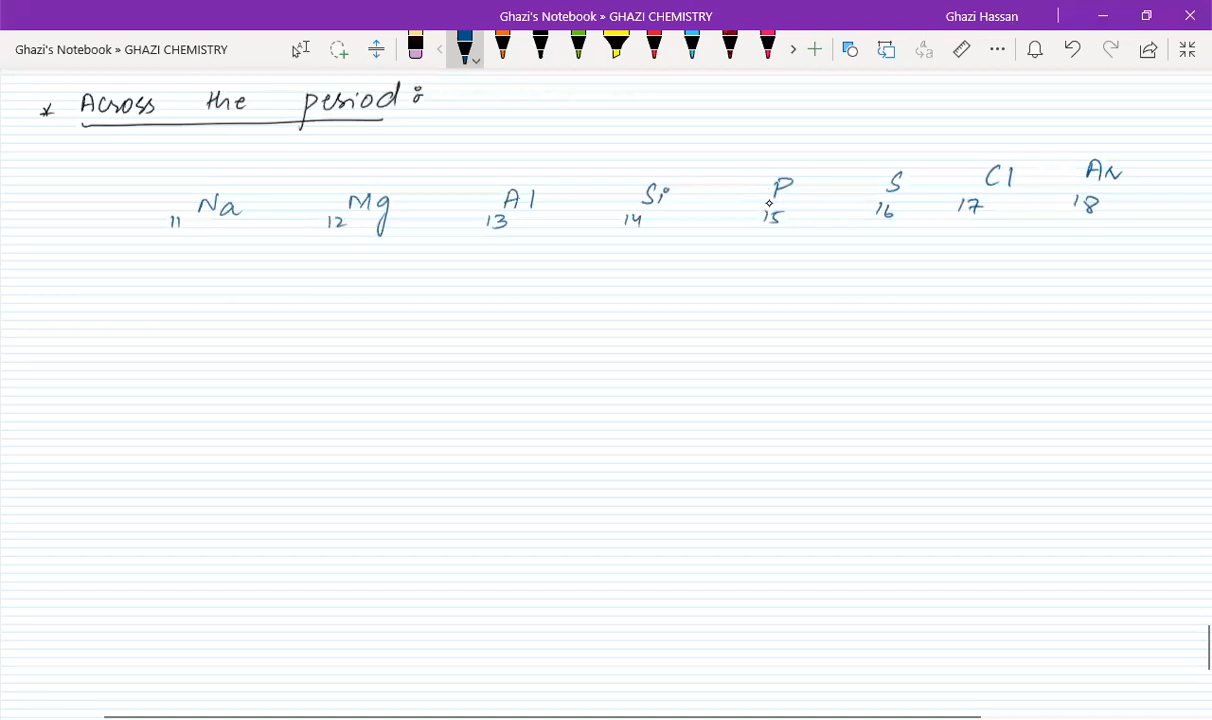 Ghazi's Notebook » GHAZI CHEMISTRY
Ghazi Hassan
Ghazi's Notebook » GHAZI CHEMISTRY
* Across the period:
11 Na 12 Mg 13 Al 14 Si 15 P 16 S 17 Cl 18 Ar